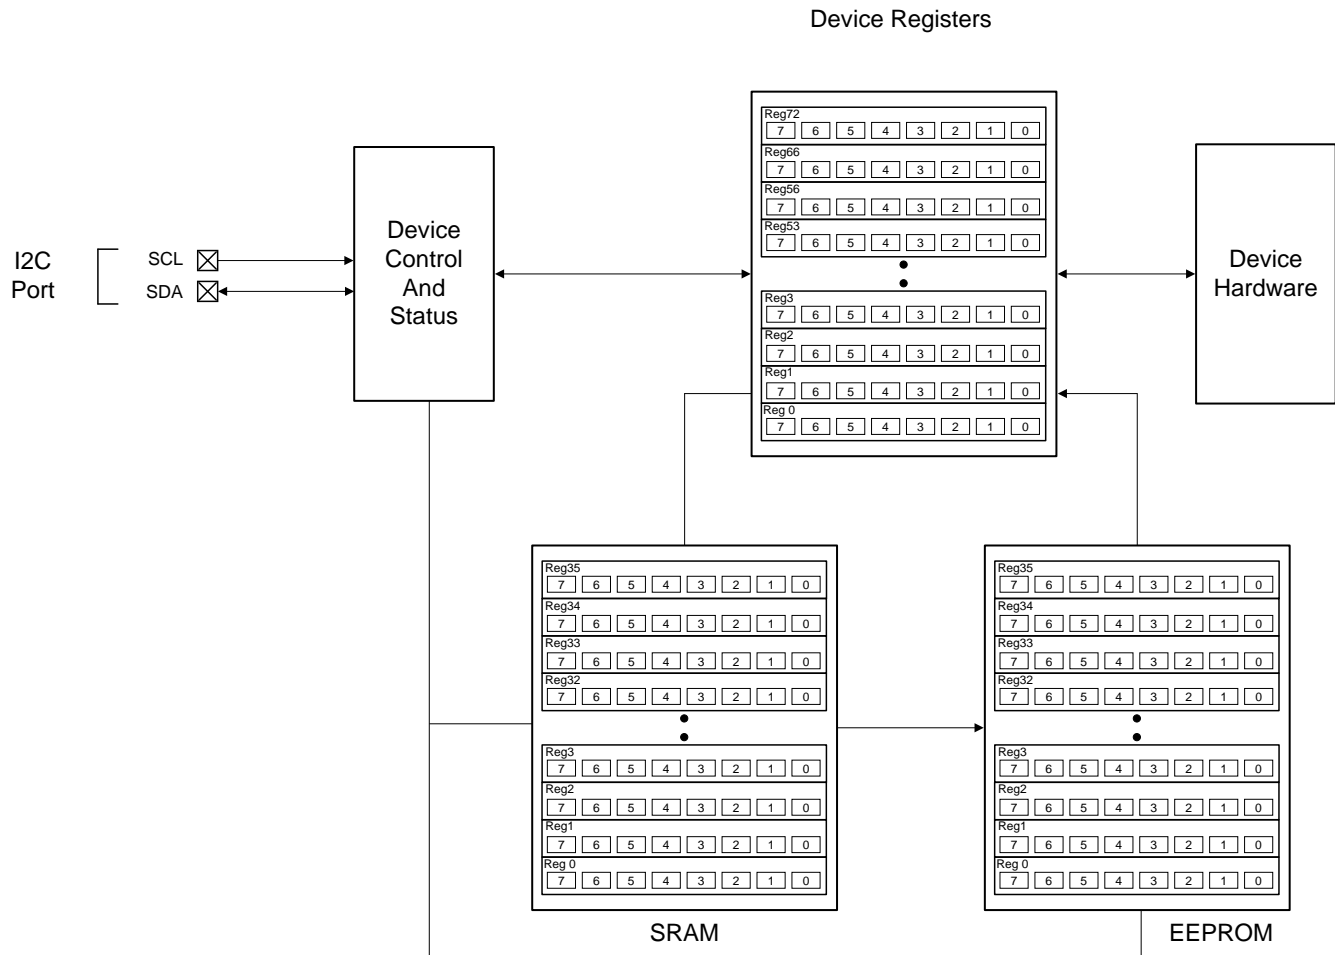 Device Registers
Reg72
7 6 5 4 3 2 1 0
Reg66
7 6 5 4 3 2 1 0
Reg56
7 6 5 4 3 2 1 0
Reg53
7 6 5 4 3 2 1 0
Reg3
7 6 5 4 3 2 1 0
Reg2
7 6 5 4 3 2 1 0
Reg1
7 6 5 4 3 2 1 0
Reg 0
7 6 5 4 3 2 1 0
I2C
Port
SCL
SDA
Device
Control
And
Status
Device
Hardware
Reg35
7 6 5 4 3 2 1 0
Reg34
7 6 5 4 3 2 1 0
Reg33
7 6 5 4 3 2 1 0
Reg32
7 6 5 4 3 2 1 0
Reg3
7 6 5 4 3 2 1 0
Reg2
7 6 5 4 3 2 1 0
Reg1
7 6 5 4 3 2 1 0
Reg 0
7 6 5 4 3 2 1 0
SRAM
Reg35
7 6 5 4 3 2 1 0
Reg34
7 6 5 4 3 2 1 0
Reg33
7 6 5 4 3 2 1 0
Reg32
7 6 5 4 3 2 1 0
Reg3
7 6 5 4 3 2 1 0
Reg2
7 6 5 4 3 2 1 0
Reg1
7 6 5 4 3 2 1 0
Reg 0
7 6 5 4 3 2 1 0
EEPROM